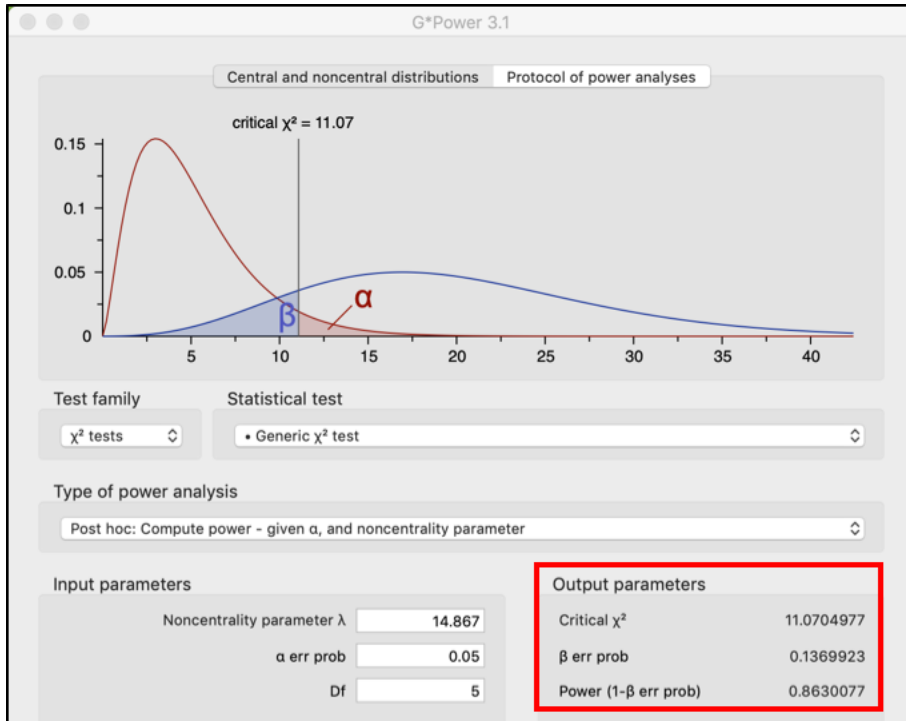 G*Power 3.1
Central and noncentral distributions Protocol of power analyses
critical χ² = 11.07
0.15
0.1
0.05
0
β
α
5 10 15 20 25 30 35 40
Test family Statistical test
χ² tests • Generic χ² test
Type of power analysis
Post hoc: Compute power - given α, and noncentrality parameter
Input parameters Output parameters
Noncentrality parameter λ 14.867 Critical χ² 11.0704977
α err prob 0.05 β err prob 0.1369923
Df 5 Power (1-β err prob) 0.8630077